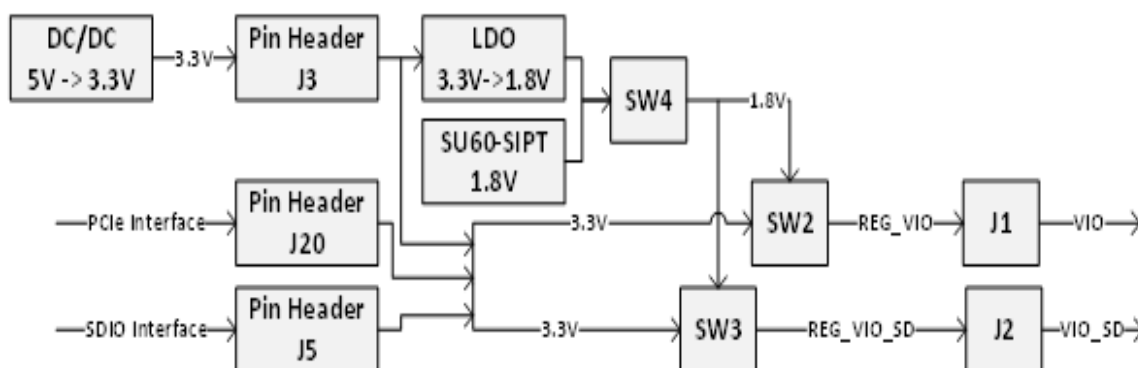 DC/DC
5V -> 3.3V
3.3V
Pin Header
J3
LDO
3.3V->1.8V
SW4
1.8V
SU60-SIPT
1.8V
PCIe Interface
Pin Header
J20
3.3V
SW2
REG_VIO
J1
VIO
SDIO Interface
Pin Header
J5
3.3V
SW3
REG_VIO_SD
J2
VIO_SD